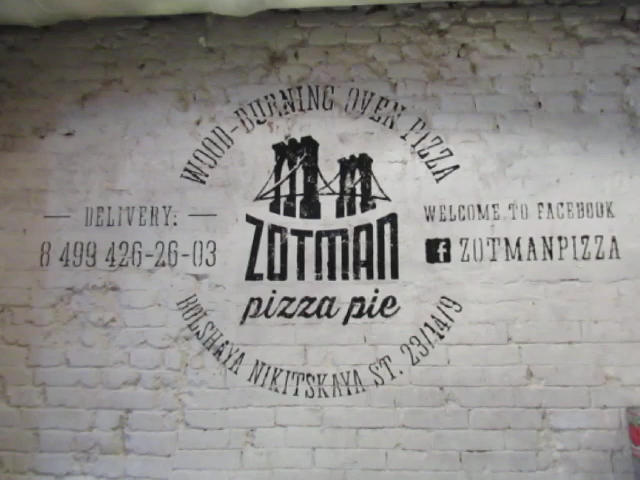 WOOD-BURNING OVEN PIZZA
DELIVERY:
8 499 426-26-03
ZOTMAN
pizza pie
WELCOME TO FACEBOOK
f ZOTMANPIZZA
BOLSHAYA NIKITSKAYA ST. 23/14/9